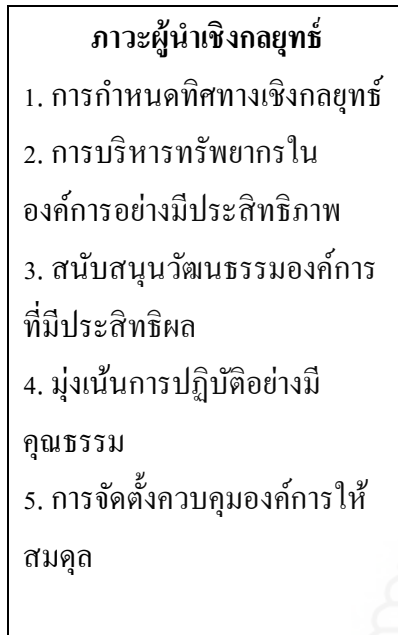 ภาวะผู้นำเชิงกลยุทธ์
1. การกำหนดทิศทางเชิงกลยุทธ์
2. การบริหารทรัพยากรใน
องค์การอย่างมีประสิทธิภาพ
3. สนับสนุนวัฒนธรรมองค์การ
ที่มีประสิทธิผล
4. มุ่งเน้นการปฏิบัติอย่างมี
คุณธรรม
5. การจัดตั้งควบคุมองค์การให้
สมดุล